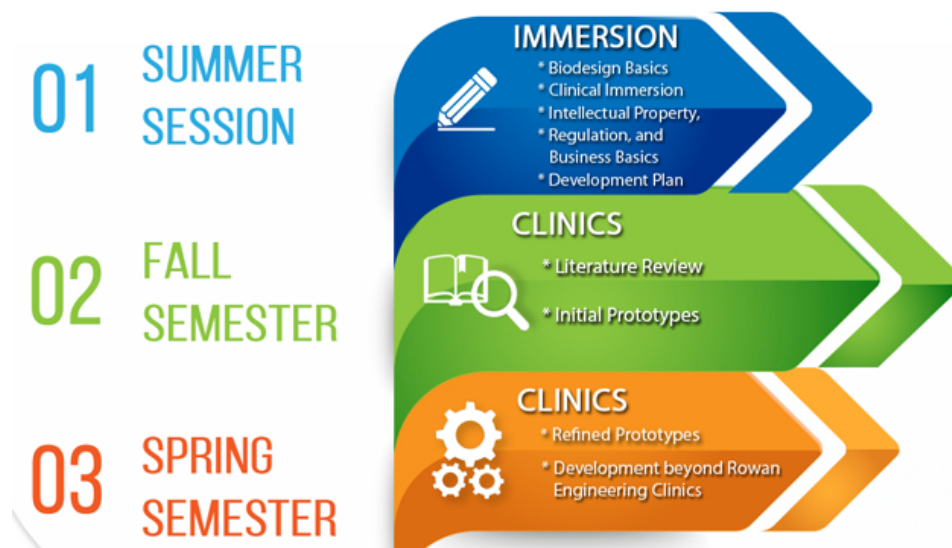 01
SUMMER
SESSION
IMMERSION
* Biodesign Basics
* Clinical Immersion
* Intellectual Property,
* Regulation, and
Business Basics
* Development Plan
02
FALL
SEMESTER
CLINICS
* Literature Review
* Initial Prototypes
03
SPRING
SEMESTER
CLINICS
* Refined Prototypes
* Development beyond Rowan
Engineering Clinics